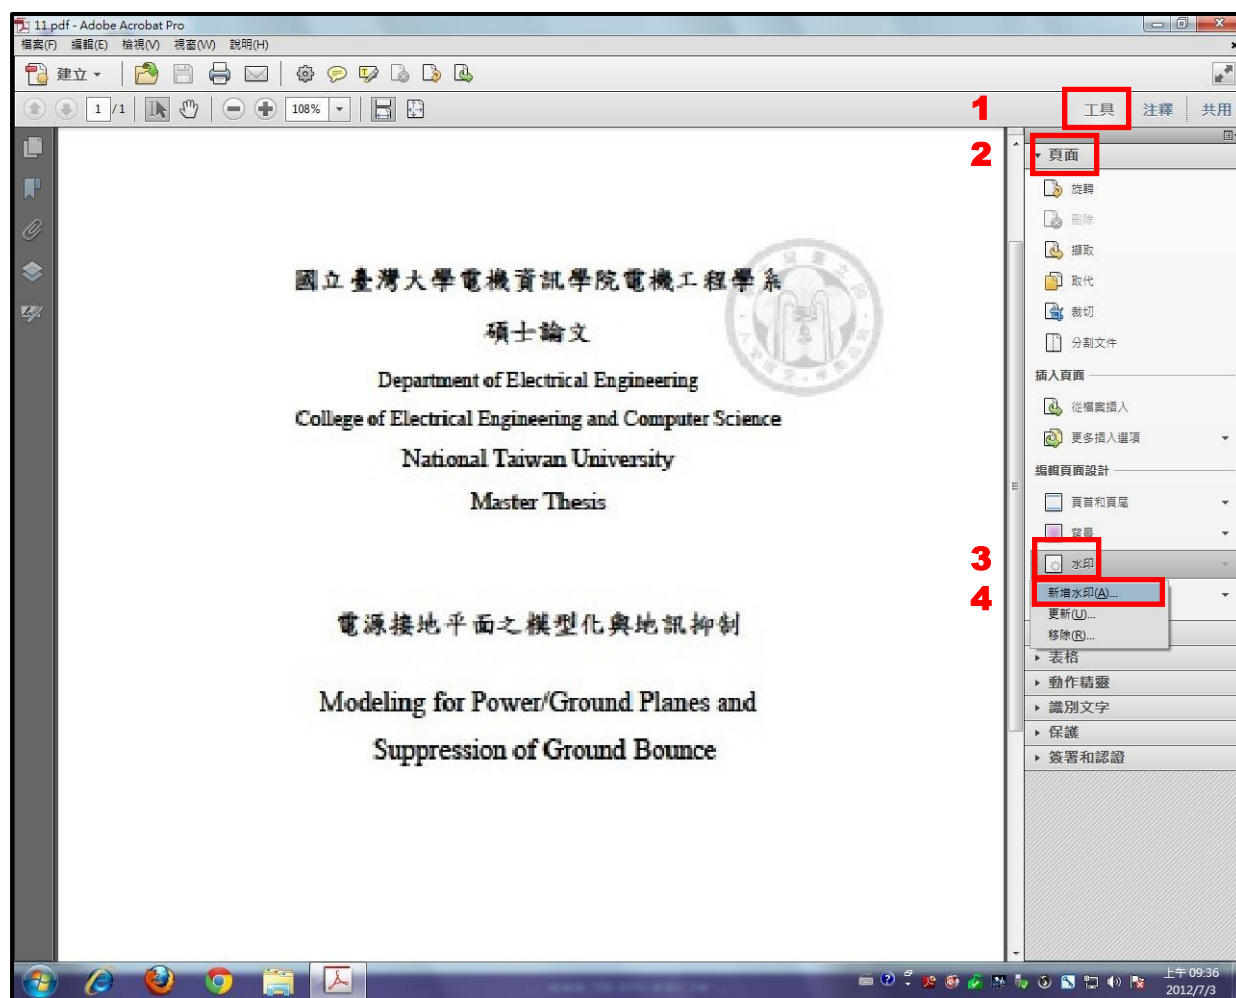 11.pdf - Adobe Acrobat Pro
檔案(F) 編輯(E) 檢視(V) 視窗(W) 說明(H)
建立
1 /1 108% 1 工具 注釋 共用
2 頁面
旋轉
刪除
擷取
取代
裁切
分割文件
插入頁面
從檔案插入
更多插入選項
編輯頁面設計
頁首和頁尾
背景
3 水印
4 新增水印(A)...
更新(U)...
移除(R)...
表格
動作精靈
識別文字
保護
簽署和認證
國立臺灣大學電機資訊學院電機工程學系
碩士論文
Department of Electrical Engineering
College of Electrical Engineering and Computer Science
National Taiwan University
Master Thesis
電源接地平面之模型化與地訊抑制
Modeling for Power/Ground Planes and
Suppression of Ground Bounce
上午 09:36
2012/7/3